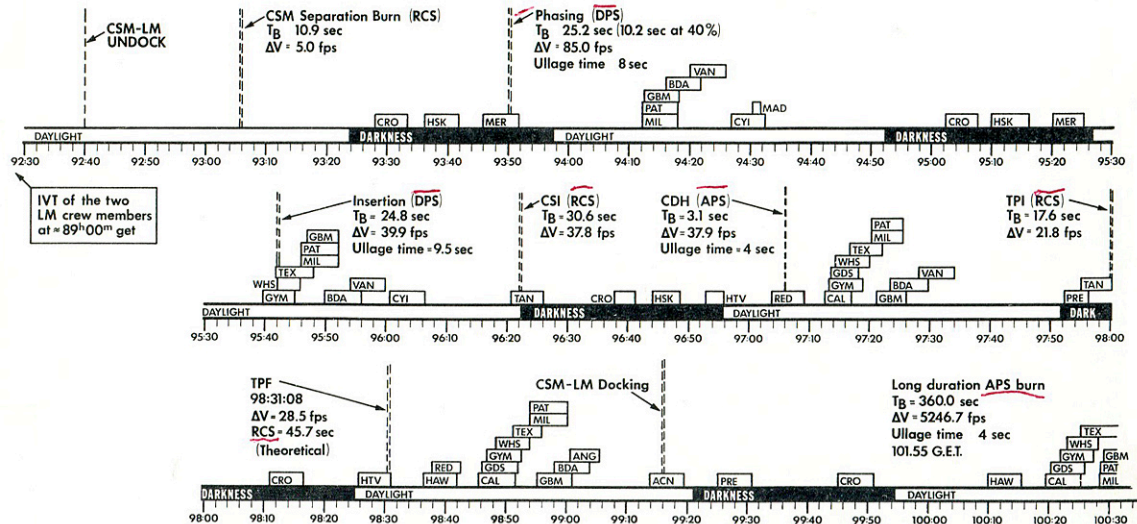 CSM-LM
UNDOCK
CSM Separation Burn (RCS)
TB 10.9 sec
ΔV = 5.0 fps
Phasing (DPS)
TB 25.2 sec (10.2 sec at 40%)
ΔV = 85.0 fps
Ullage time 8 sec
VAN
BDA
GBM
PAT
MAD
CRO HSK MER MIL CYI CRO HSK MER
DAYLIGHT DARKNESS DAYLIGHT DARKNESS
92:30 92:40 92:50 93:00 93:10 93:20 93:30 93:40 93:50 94:00 94:10 94:20 94:30 94:40 94:50 95:00 95:10 95:20 95:30
IVT of the two
LM crew members
at ≈ 89h00m get
Insertion (DPS)
TB = 24.8 sec
ΔV = 39.9 fps
Ullage time = 9.5 sec
CSI (RCS)
TB = 30.6 sec
ΔV = 37.8 fps
CDH (APS)
TB = 3.1 sec
ΔV = 37.9 fps
Ullage time = 4 sec
TPI (RCS)
TB = 17.6 sec
ΔV = 21.8 fps
GBM PAT
PAT MIL
MIL TEX
TEX WHS
WHS VAN GDS VAN
GYM BDA TAN
GYM BDA CYI TAN CRO HSK HTV RED CAL GBM PRE
DAYLIGHT DARKNESS DAYLIGHT DARK
95:30 95:40 95:50 96:00 96:10 96:20 96:30 96:40 96:50 97:00 97:10 97:20 97:30 97:40 97:50 98:00
TPF
98:31:08
ΔV = 28.5 fps
RCS = 45.7 sec
(Theoretical)
CSM-LM Docking
Long duration APS burn
TB = 360.0 sec
ΔV = 5246.7 fps
Ullage time 4 sec
101.55 G.E.T.
PAT
MIL
TEX TEX
WHS WHS
GYM ANG GYM GBM
RED GDS BDA GDS PAT
CRO HTV HAW CAL GBM ACN PRE CRO HAW CAL MIL
DARKNESS DAYLIGHT DARKNESS DAYLIGHT
98:00 98:10 98:20 98:30 98:40 98:50 99:00 99:10 99:20 99:30 99:40 99:50 100:00 100:10 100:20 100:30